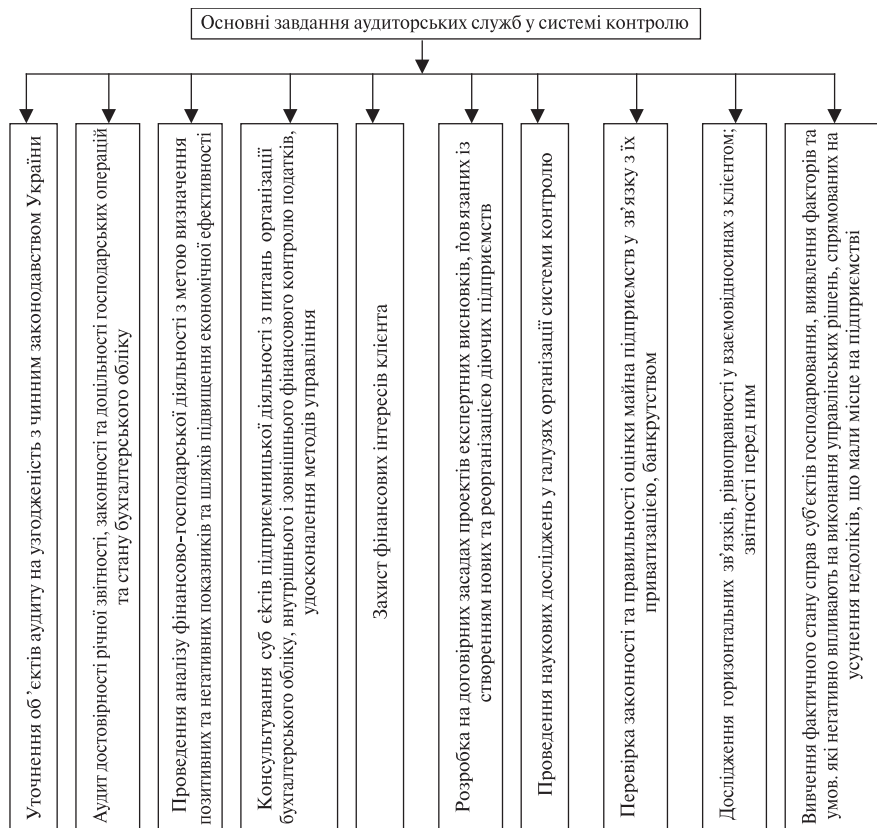 Основні завдання аудиторських служб у системі контролю
Уточнення об 'єктів аудиту на узгодженість з чинним законодавством України
Аудит достовірності річної звітності, законності та доцільності господарських операцій
та стану бухгалтерського обліку
Проведення аналізу фінансово-господарської діяльності з метою визначення
позитивних та негативних показників та шляхів підвищення економічної ефективності
Консультування суб єктів підприємницької діяльності з питань організації
бухгалтерського обліку, внутрішнього і зовнішнього фінансового контролю податків,
удосконалення методів управління
Захист фінансових інтересів клієнта
Розробка на договірних засадах проектів експертних висновків, пов'язаних із
створенням нових та реорганізацією діючих підприємств
Проведення наукових досліджень у галузях організації системи контролю
Перевірка законності та правильності оцінки майна підприємств у зв'язку з їх
приватизацією, банкрутством
Дослідження горизонтальних зв'язків, рівноправності у взаємовідносинах з клієнтом;
звітності перед ним
Вивчення фактичного стану справ суб'єктів господарювання, виявлення факторів та
умов. які негативно впливають на виконання управлінських рішень, спрямованих на
усунення недоліків, що мали місце на підприємстві